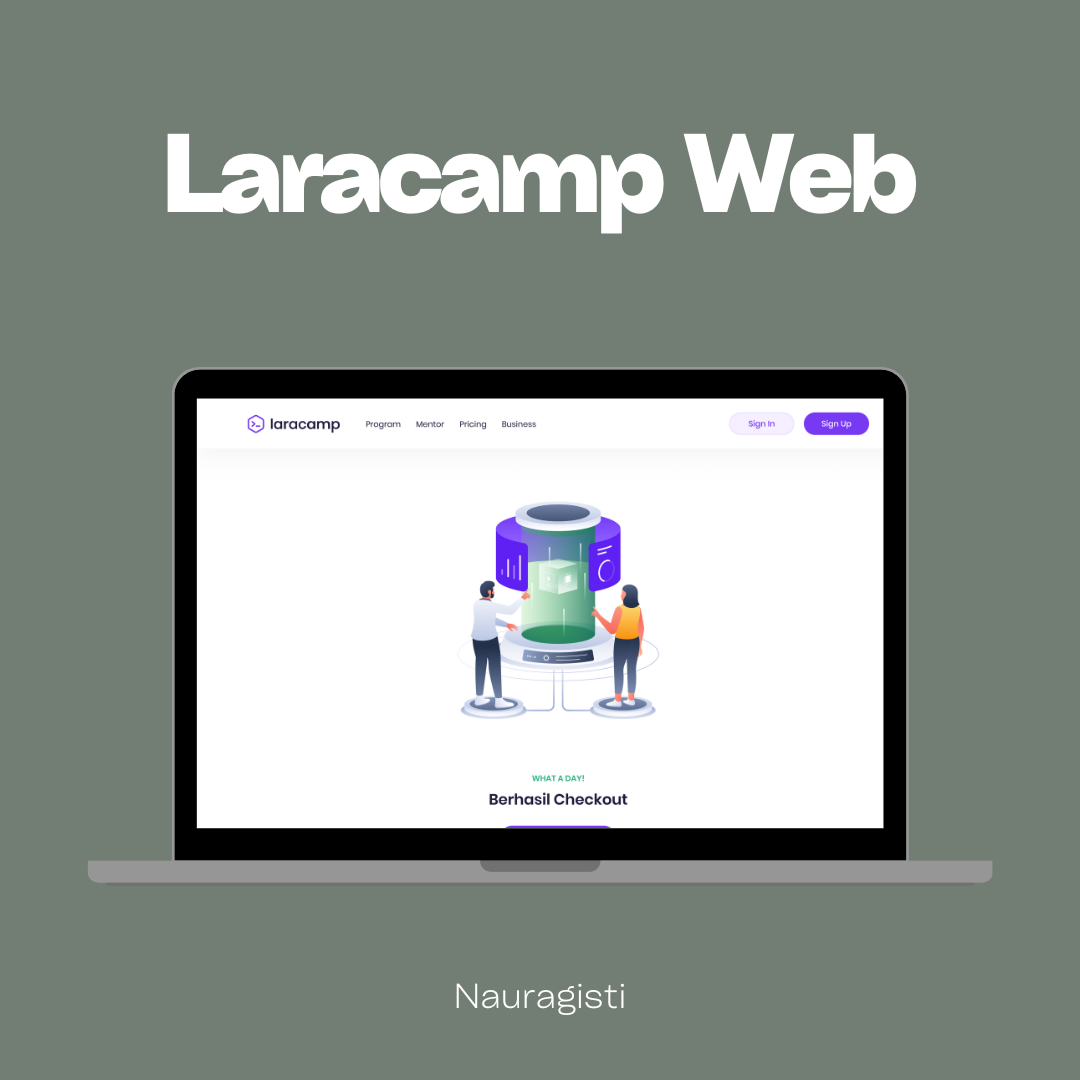 Laracamp Web
laracamp Program Mentor Pricing Business Sign In Sign Up
WHAT A DAY!
Berhasil Checkout
Nauragisti